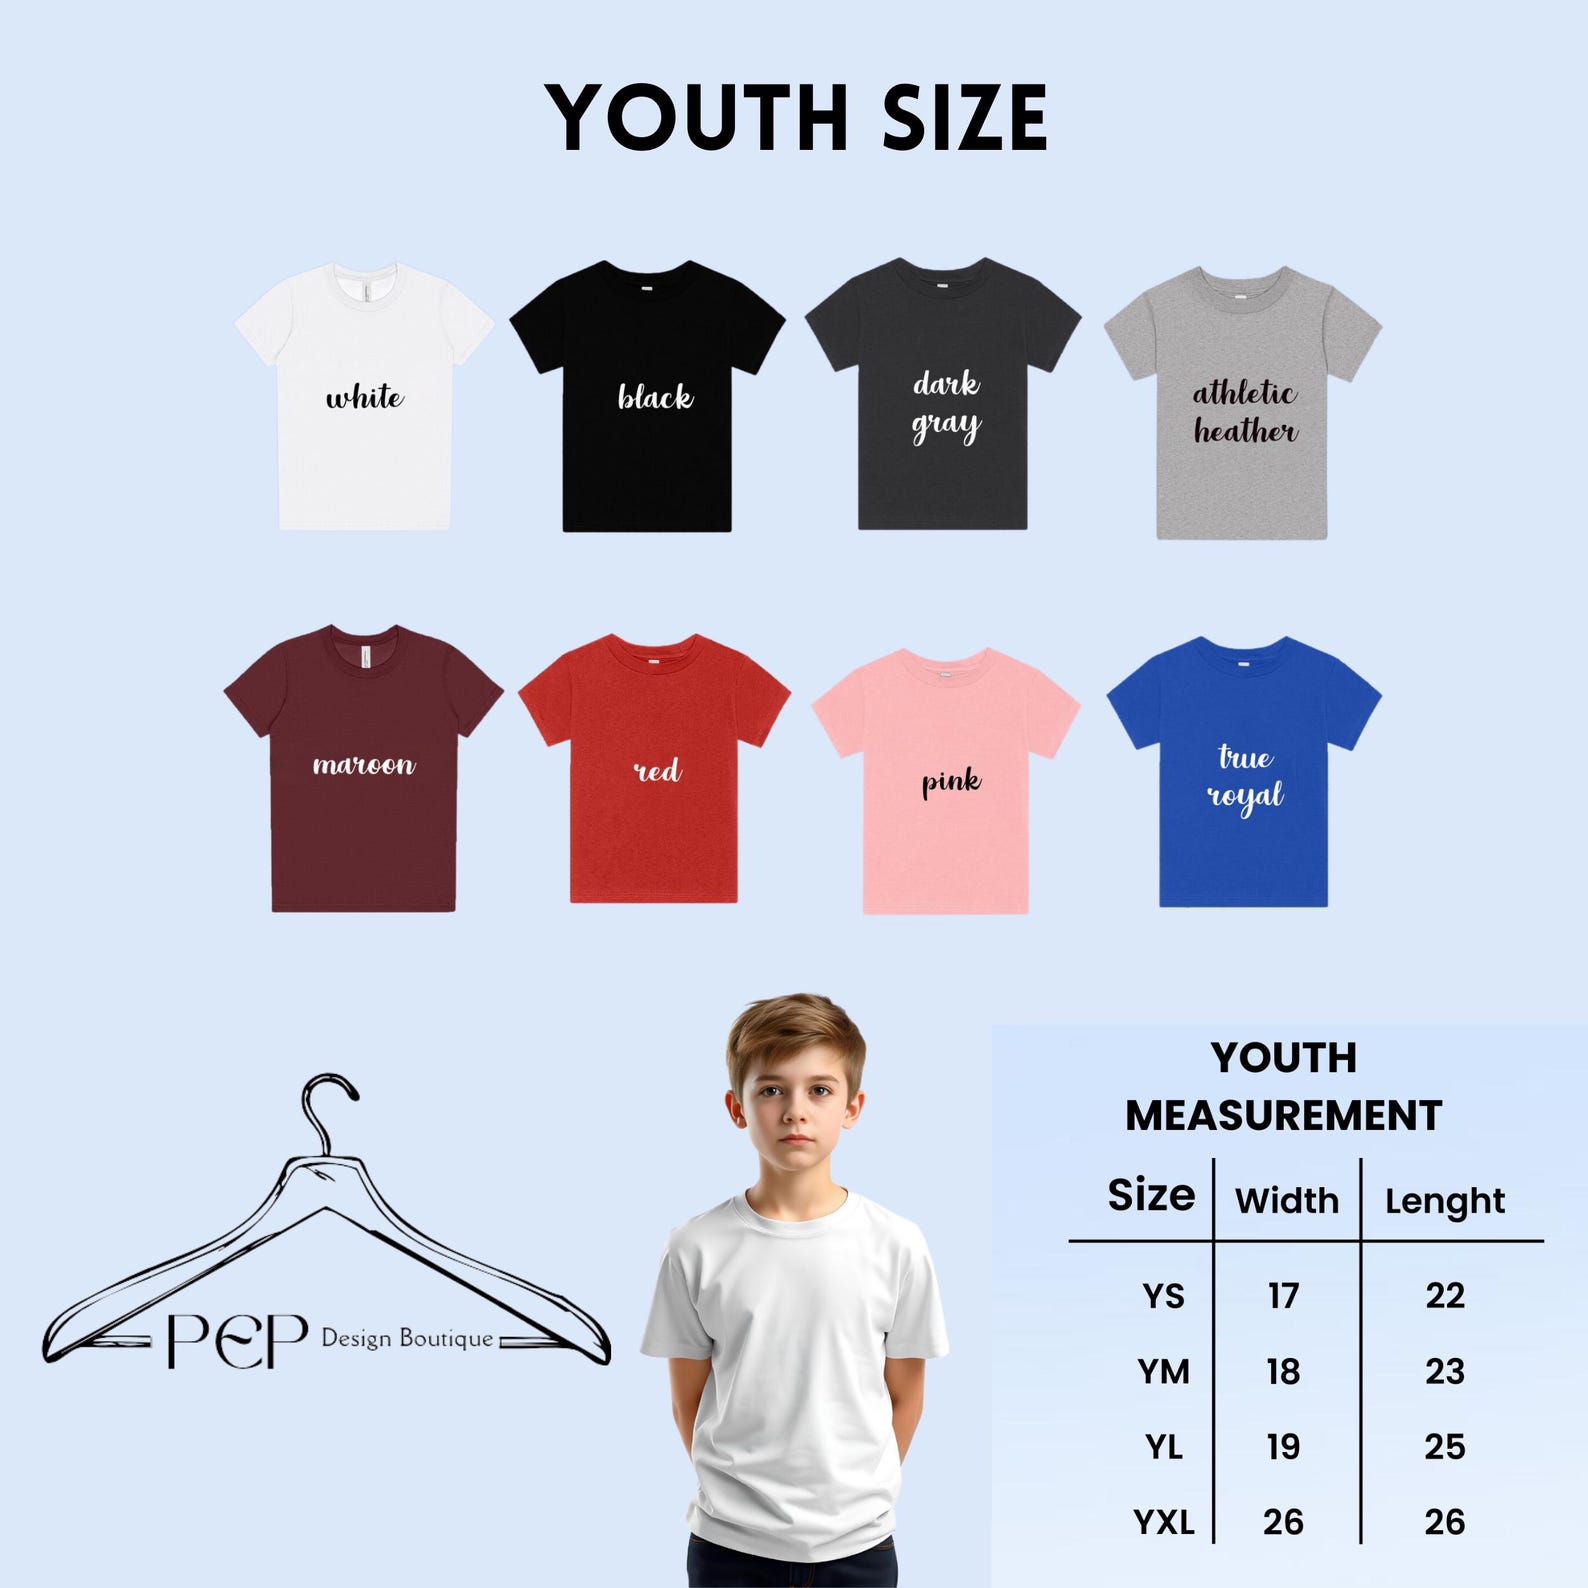 YOUTH SIZE
white
black
dark
gray
athletic
heather
maroon
red
pink
true
royal
PEP Design Boutique
YOUTH
MEASUREMENT
Size Width Lenght
YS 17 22
YM 18 23
YL 19 25
YXL 26 26